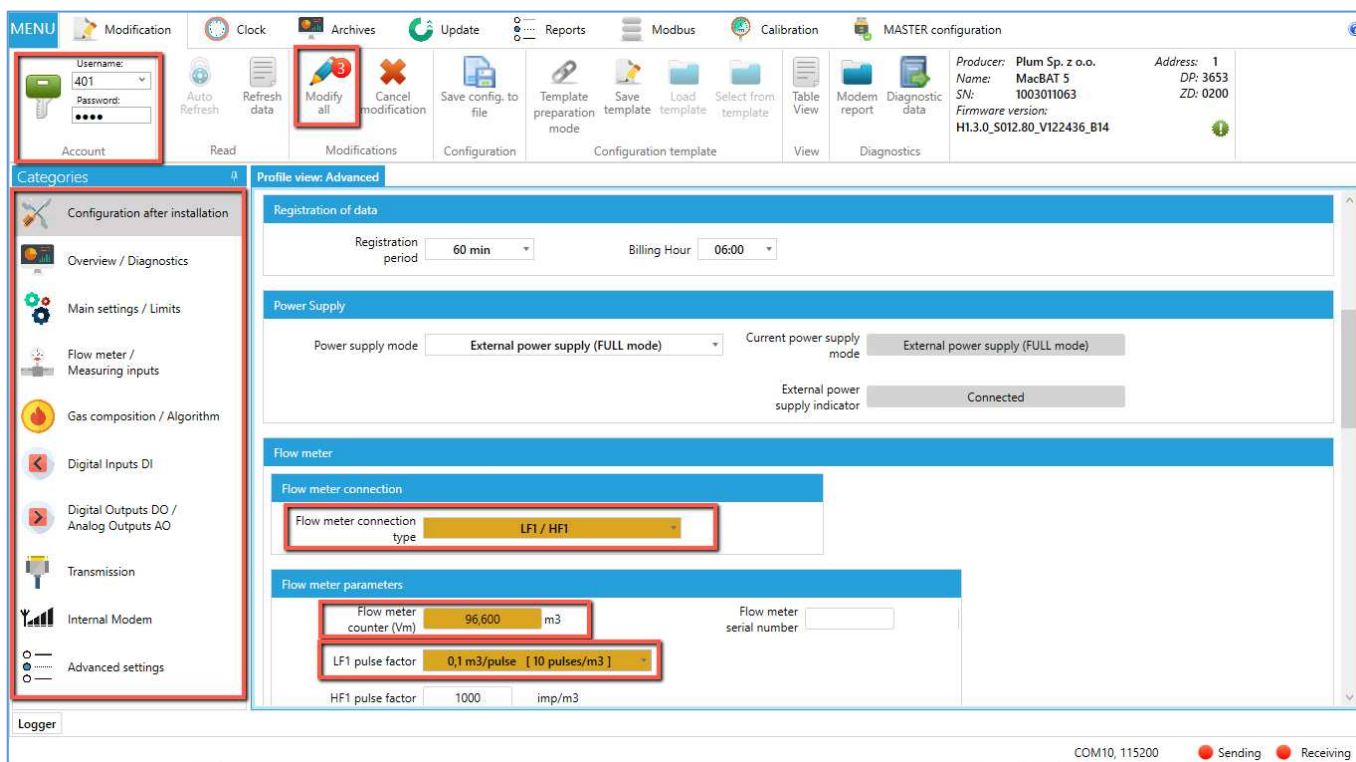 MENU
Modification
Clock
Archives
Update
Reports
Modbus
Calibration
MASTER configuration
Username:
401
Password:
••••
Account
Auto
Refresh
Refresh
data
Read
3
Modify
all
Cancel
modification
Modifications
Save config. to
file
Configuration
Template
preparation
mode
Save
template
Load
template
Select from
template
Configuration template
Table
View
View
Modem
report
Diagnostic
data
Diagnostics
Producer: Plum Sp. z o.o.
Name: MacBAT 5
SN: 1003011063
Firmware version:
H1.3.0_S012.80_V122436_B14
Address: 1
DP: 3653
ZD: 0200
Categories
Configuration after installation
Overview / Diagnostics
Main settings / Limits
Flow meter /
Measuring inputs
Gas composition / Algorithm
Digital Inputs DI
Digital Outputs DO /
Analog Outputs AO
Transmission
Internal Modem
Advanced settings
Profile view: Advanced
Registration of data
Registration
period
60 min
Billing Hour
06:00
Power Supply
Power supply mode
External power supply (FULL mode)
Current power supply
mode
External power supply (FULL mode)
External power
supply indicator
Connected
Flow meter
Flow meter connection
Flow meter connection
type
LF1 / HF1
Flow meter parameters
Flow meter
counter (Vm)
96,600
m3
Flow meter
serial number
LF1 pulse factor
0,1 m3/pulse [ 10 pulses/m3 ]
HF1 pulse factor
1000
imp/m3
Logger
COM10, 115200
Sending
Receiving